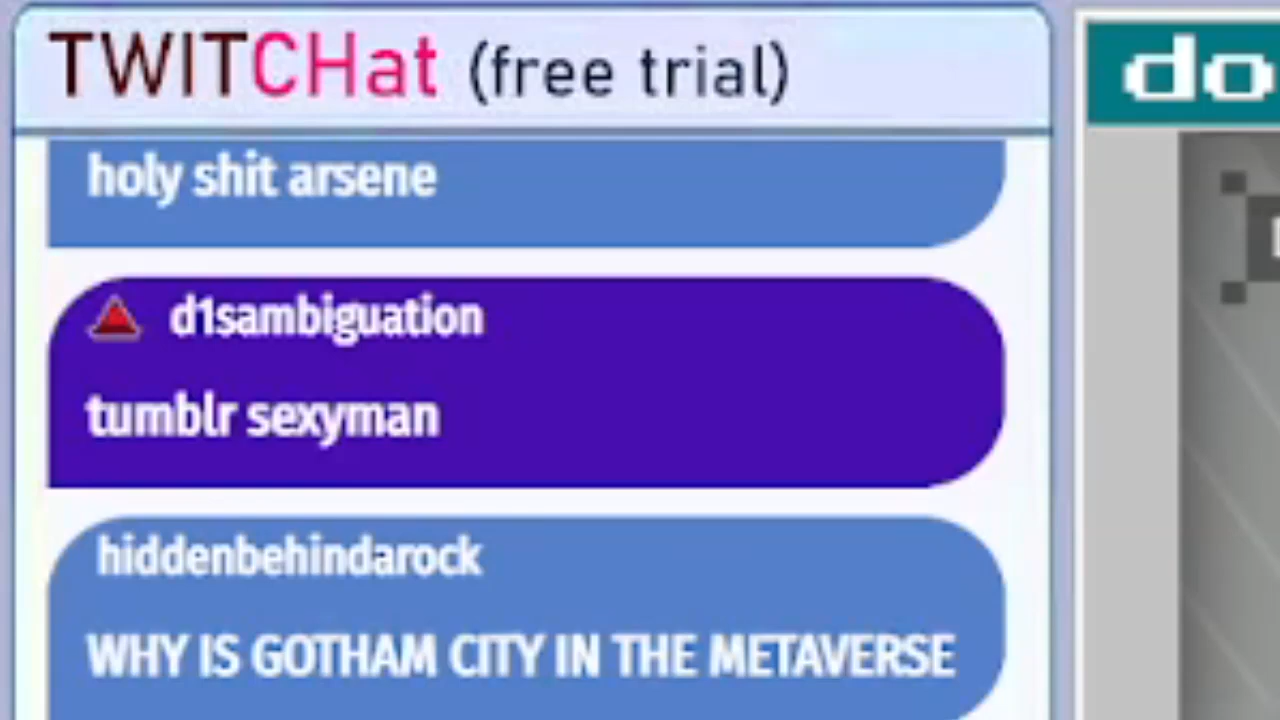 TWITCHat (free trial)
do
holy shit arsene
d1sambiguation
tumblr sexyman
hiddenbehindarock
WHY IS GOTHAM CITY IN THE METAVERSE